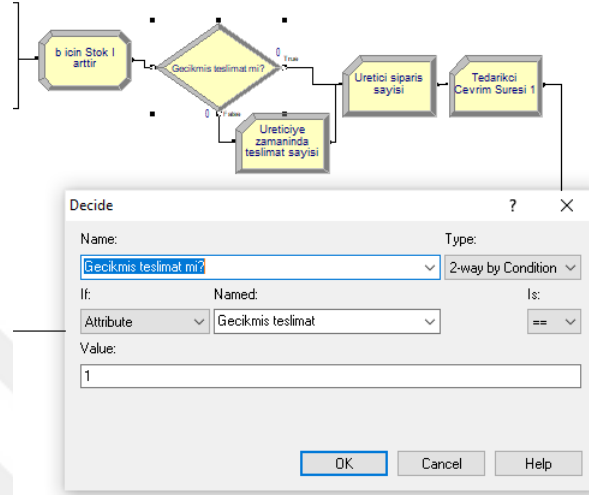 b icin Stok I
arttir
Gecikmis teslimat mi?
0
True
0
False
Ureticiye
zamaninda
teslimat sayisi
Uretici siparis
sayisi
Tedarikci
Cevrim Suresi 1
Decide
?
Name:
Type:
Gecikmis teslimat mi?
2-way by Condition
If:
Named:
Is:
Attribute
Gecikmis teslimat
==
Value:
1
OK
Cancel
Help